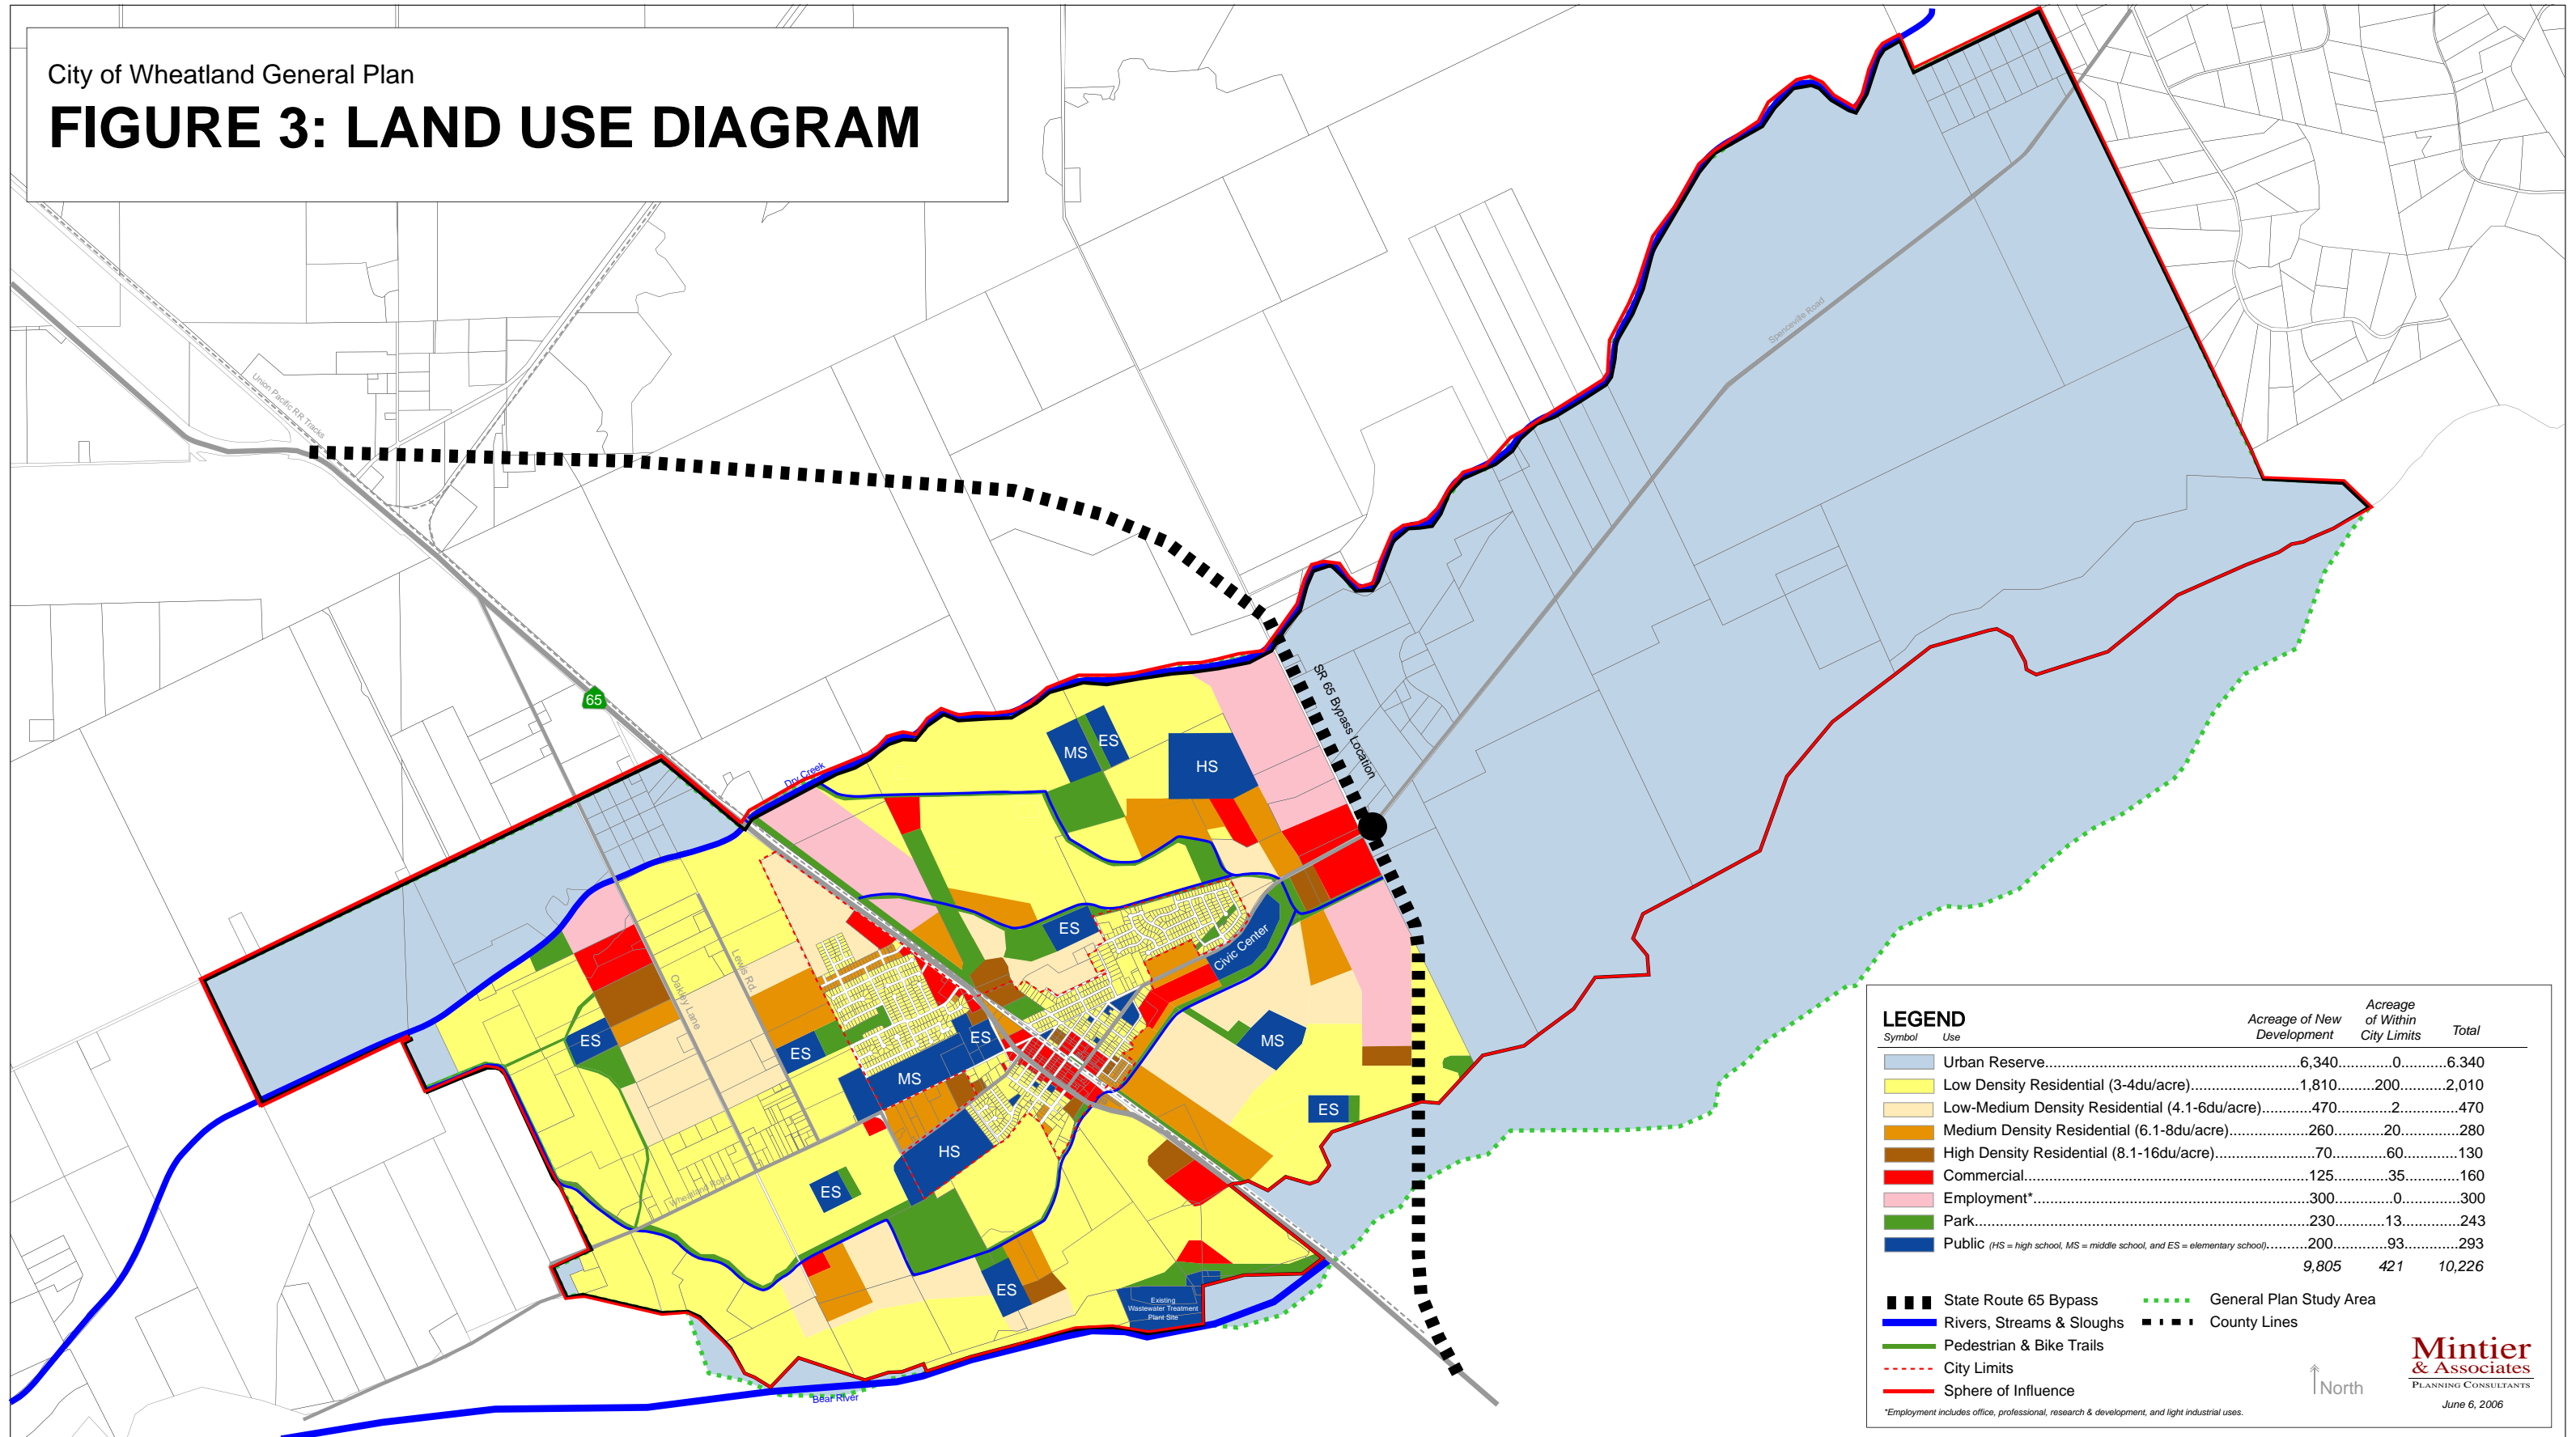 City of Wheatland General Plan
FIGURE 3: LAND USE DIAGRAM
Union Pacific RR Tracks
Spenceville Road
65
SR 65 Bypass Location
Dry Creek
MS
ES
HS
ES
Civic Center
Lewis Rd.
Oakley Lane
ES
ES
ES
MS
MS
ES
HS
ES
Wheatland Road
ES
Existing
Wastewater Treatment
Plant Site
Bear River
LEGEND
Symbol Use
Acreage of New
Development
Acreage
of Within
City Limits
Total
Urban Reserve 6,340 0 6.340
Low Density Residential (3-4du/acre) 1,810 200 2,010
Low-Medium Density Residential (4.1-6du/acre) 470 2 470
Medium Density Residential (6.1-8du/acre) 260 20 280
High Density Residential (8.1-16du/acre) 70 60 130
Commercial 125 35 160
Employment* 300 0 300
Park 230 13 243
Public (HS = high school, MS = middle school, and ES = elementary school) 200 93 293
9,805 421 10,226
State Route 65 Bypass
Rivers, Streams & Sloughs
Pedestrian & Bike Trails
City Limits
Sphere of Influence
General Plan Study Area
County Lines
*Employment includes office, professional, research & development, and light industrial uses.
North
Mintier
& Associates
PLANNING CONSULTANTS
June 6, 2006